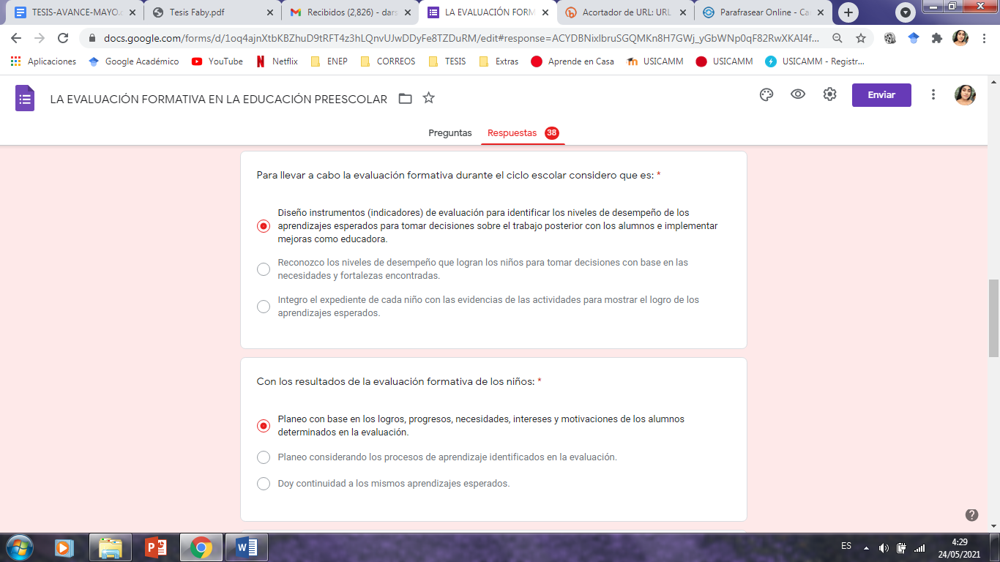 TESIS-AVANCE-MAYO.
Tesis Faby.pdf
Recibidos (2,826) - dars
LA EVALUACIÓN FORM
Acortador de URL: URL
Parafrasear Online - Ca
docs.google.com/forms/d/1oq4ajnXtbKBZhuD9tRFT4z3hLQnvUJwDDyFe8TZDuRM/edit#response=ACYDBNixlbruSGQMKn8H7GWj_yGbWNp0qF82RwXKAI4f...
Aplicaciones
Google Académico
YouTube
Netflix
ENEP
CORREOS
TESIS
Extras
Aprende en Casa
USICAMM
USICAMM
USICAMM - Registr...
LA EVALUACIÓN FORMATIVA EN LA EDUCACIÓN PREESCOLAR
Enviar
Preguntas
Respuestas 38
Para llevar a cabo la evaluación formativa durante el ciclo escolar considero que es: *
Diseño instrumentos (indicadores) de evaluación para identificar los niveles de desempeño de los
aprendizajes esperados para tomar decisiones sobre el trabajo posterior con los alumnos e implementar
mejoras como educadora.
Reconozco los niveles de desempeño que logran los niños para tomar decisiones con base en las
necesidades y fortalezas encontradas.
Integro el expediente de cada niño con las evidencias de las actividades para mostrar el logro de los
aprendizajes esperados.
Con los resultados de la evaluación formativa de los niños: *
Planeo con base en los logros, progresos, necesidades, intereses y motivaciones de los alumnos
determinados en la evaluación.
Planeo considerando los procesos de aprendizaje identificados en la evaluación.
Doy continuidad a los mismos aprendizajes esperados.
ES
4:29
24/05/2021